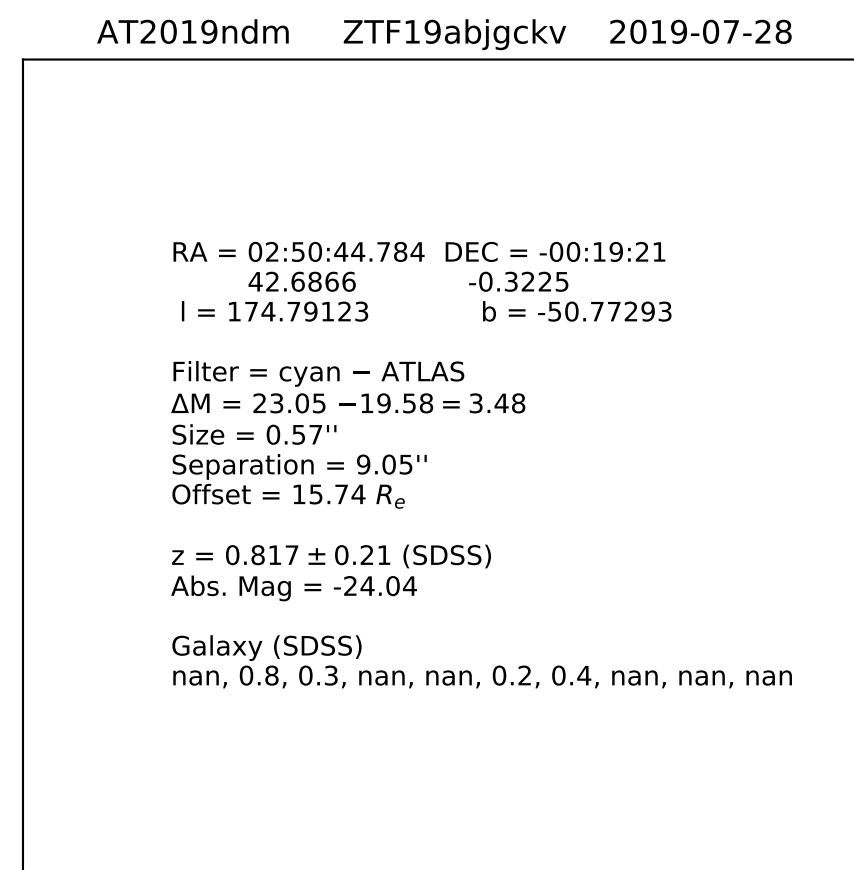 AT2019ndm ZTF19abjgckv 2019-07-28
RA = 02:50:44.784 DEC = -00:19:21
42.6866 -0.3225
l = 174.79123 b = -50.77293
Filter = cyan − ATLAS
ΔM = 23.05 −19.58 = 3.48
Size = 0.57''
Separation = 9.05''
Offset = 15.74 Rₑ
z = 0.817 ± 0.21 (SDSS)
Abs. Mag = -24.04
Galaxy (SDSS)
nan, 0.8, 0.3, nan, nan, 0.2, 0.4, nan, nan, nan